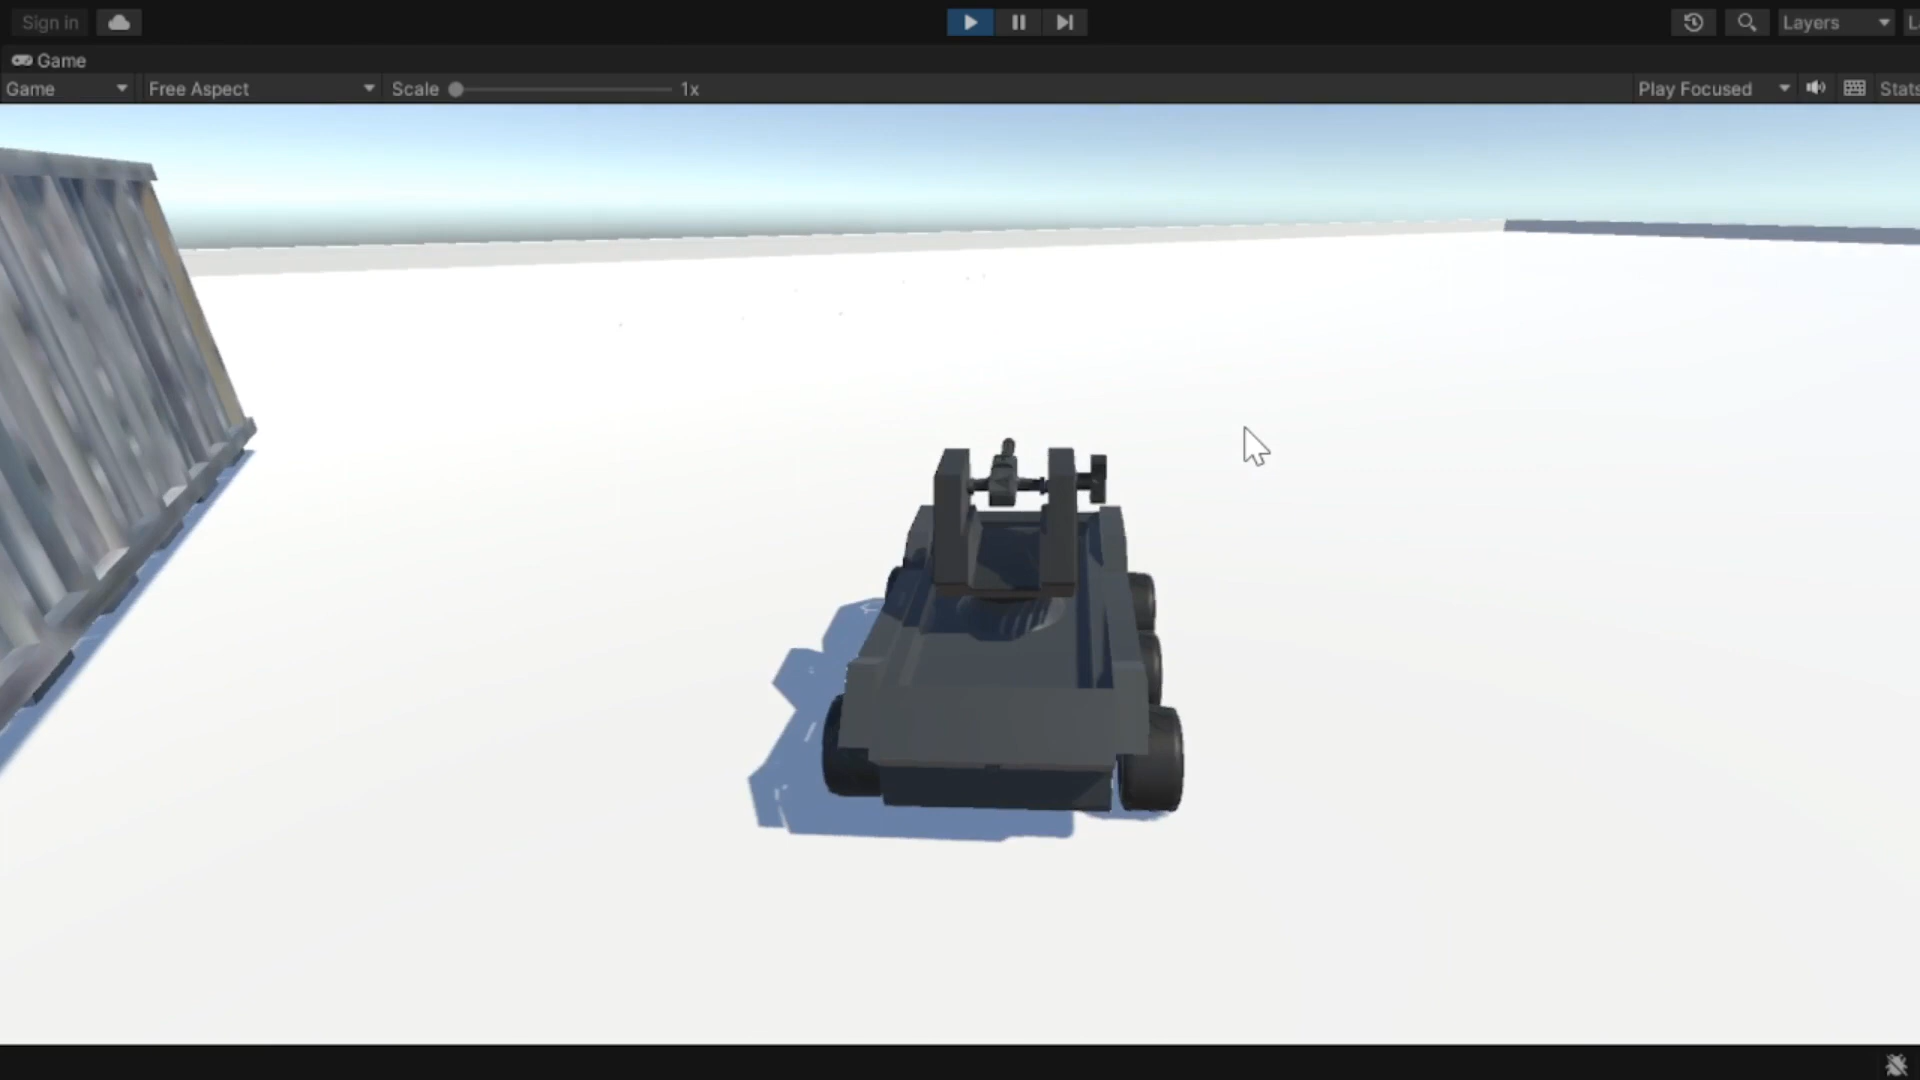 Sign in
Layers
L
Game
Game
Free Aspect
Scale
1x
Play Focused
Stats